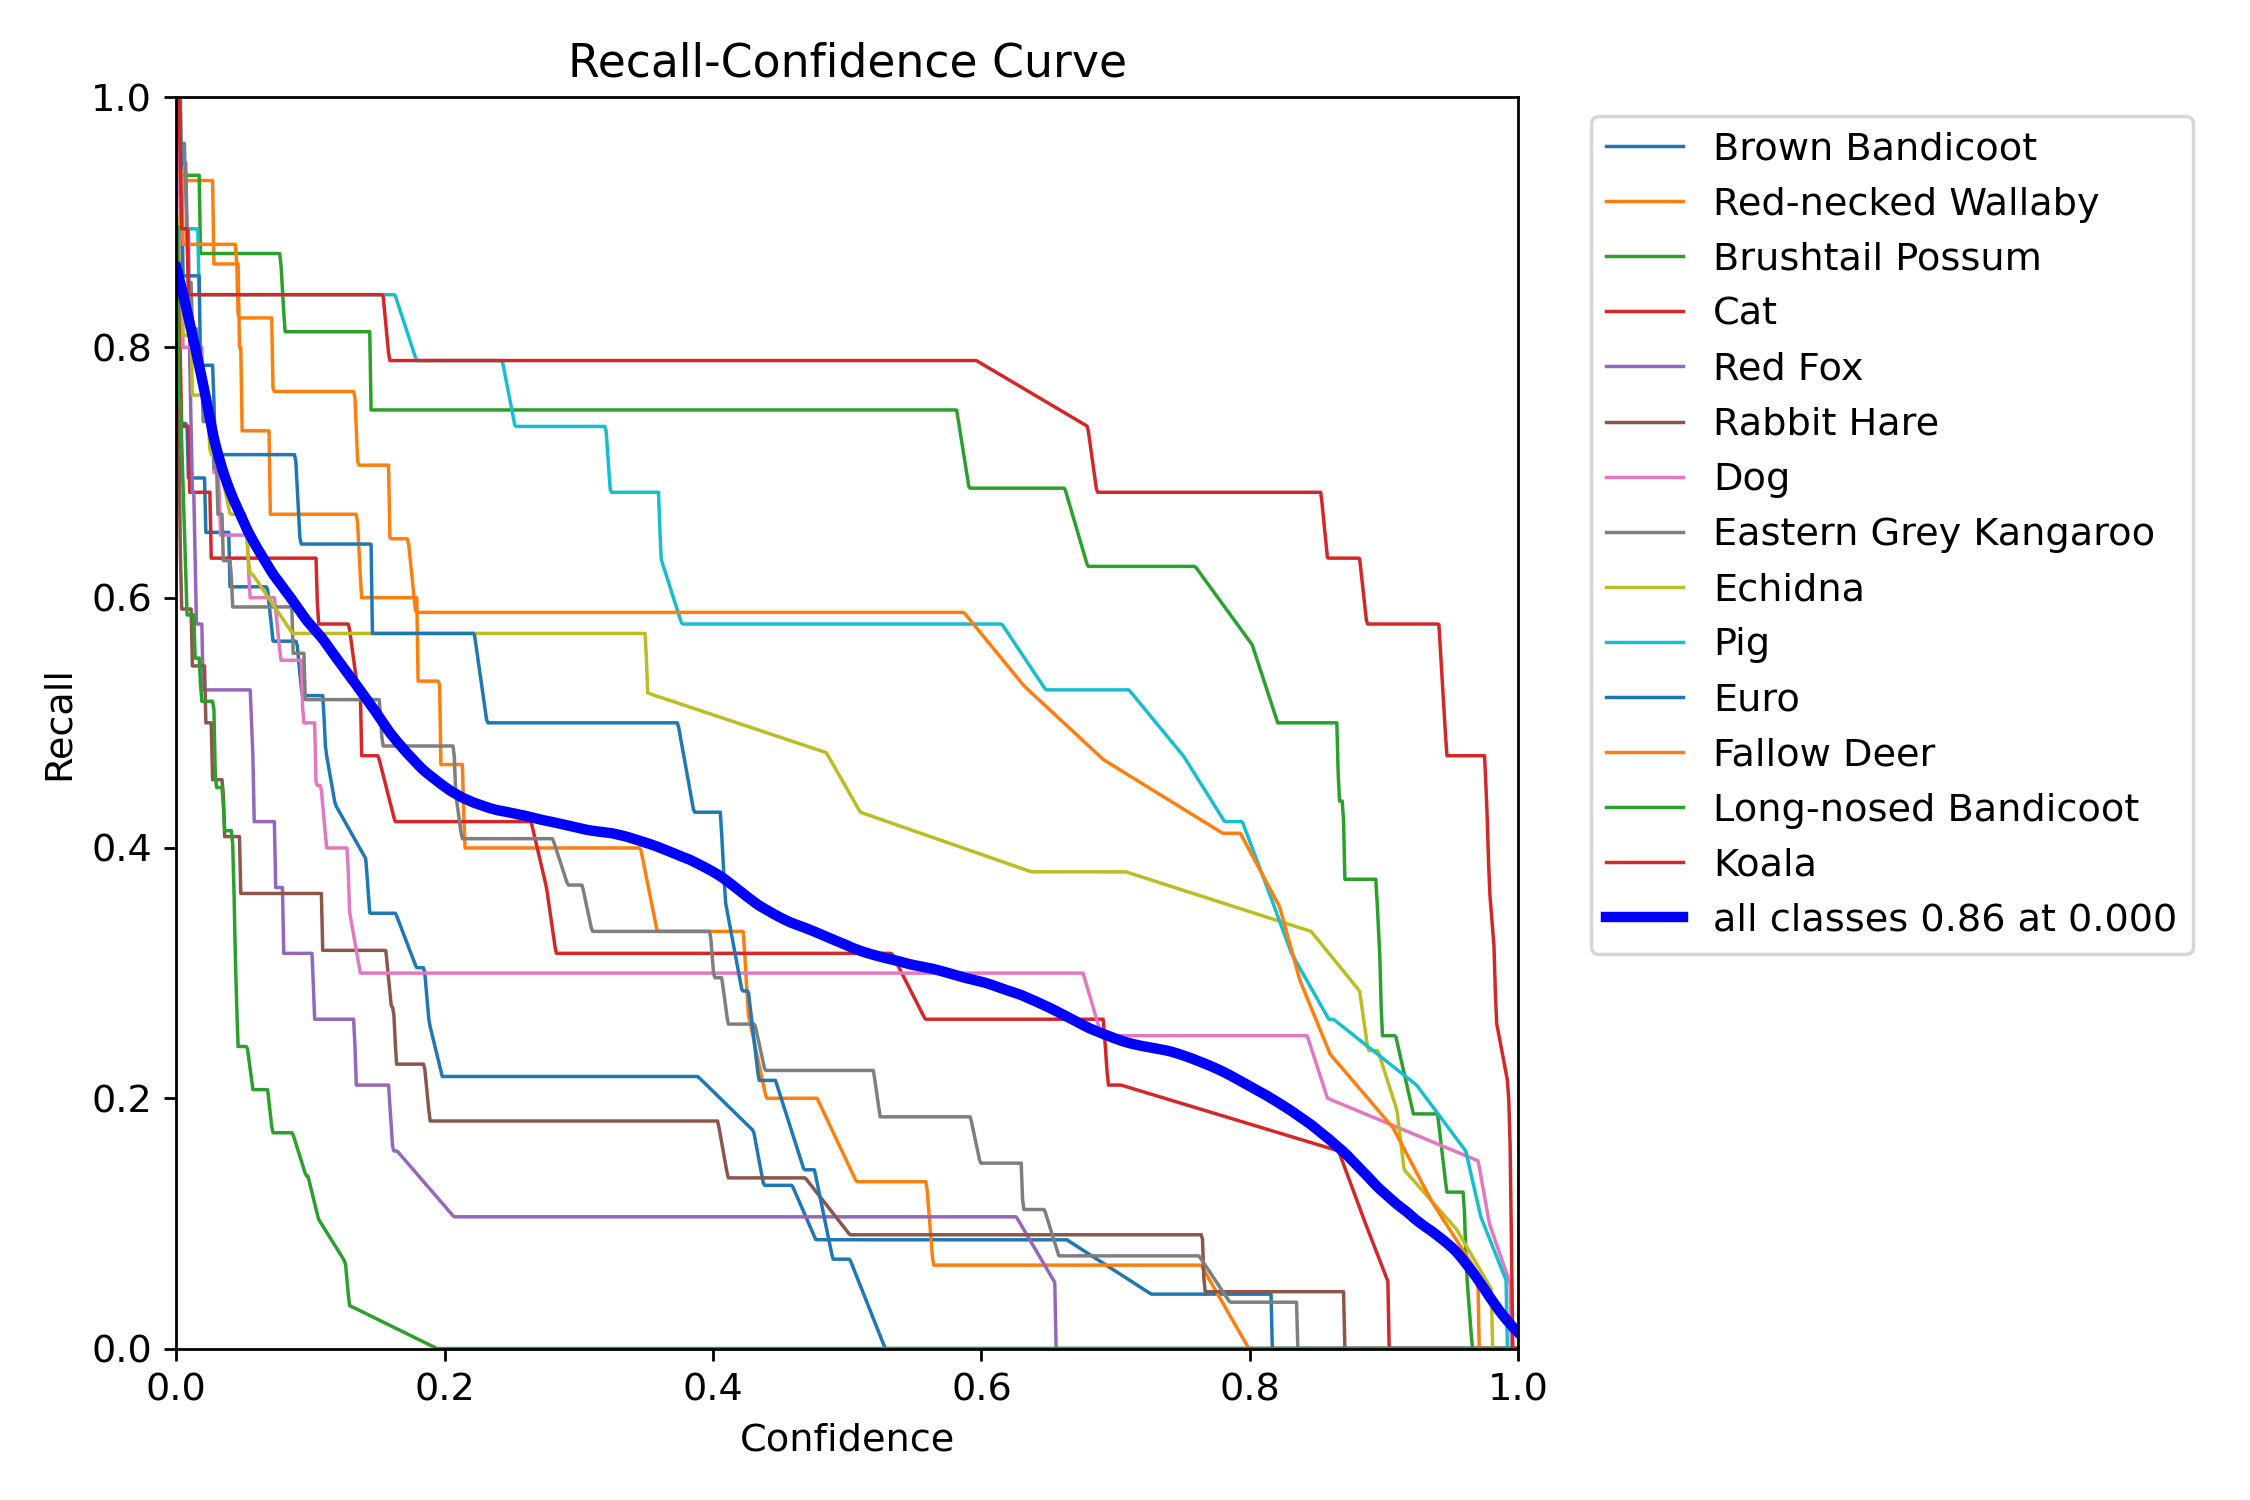 Recall-Confidence Curve
1.0
0.8
0.6
0.4
0.2
0.0
Recall
0.0 0.2 0.4 0.6 0.8 1.0
Confidence
Brown Bandicoot
Red-necked Wallaby
Brushtail Possum
Cat
Red Fox
Rabbit Hare
Dog
Eastern Grey Kangaroo
Echidna
Pig
Euro
Fallow Deer
Long-nosed Bandicoot
Koala
all classes 0.86 at 0.000